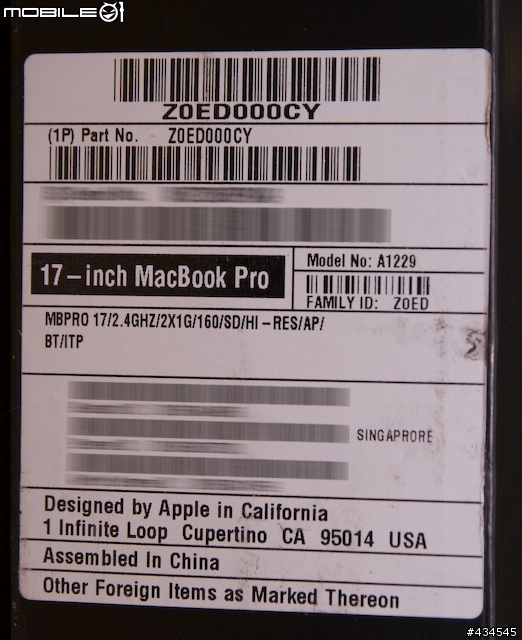 MOBILE01
Z0ED000CY
(1P) Part No. Z0ED000CY
17-inch MacBook Pro
Model No: A1229
FAMILY ID: Z0ED
MBPRO 17/2.4GHZ/2X1G/160/SD/HI-RES/AP/
BT/ITP
SINGAPRORE
Designed by Apple in California
1 Infinite Loop Cupertino CA 95014 USA
Assembled In China
Other Foreign Items as Marked Thereon
#434545